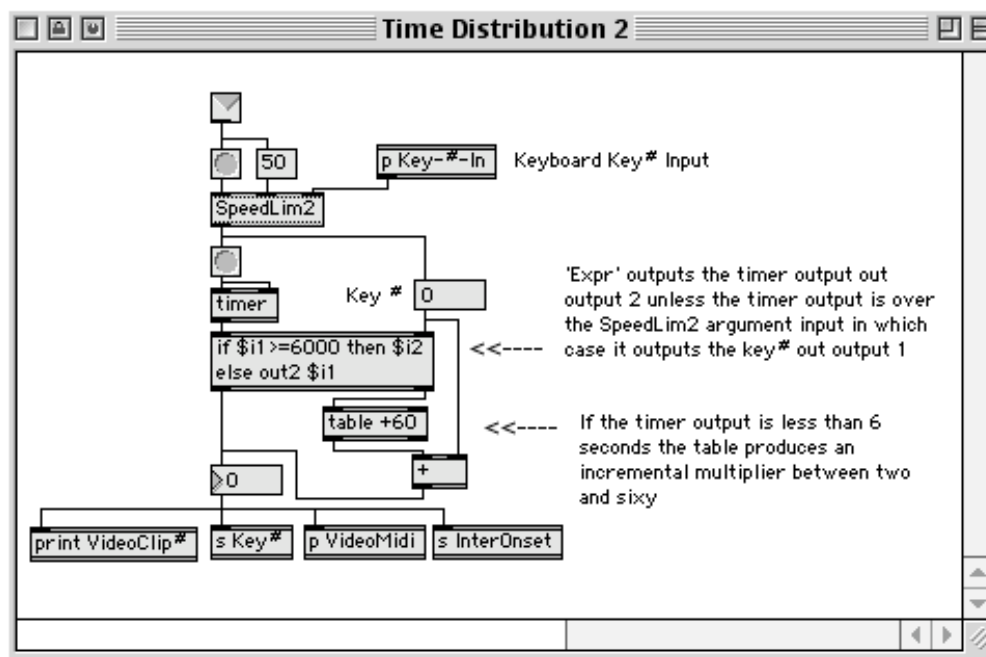 Time Distribution 2
50
p Key-#-In
Keyboard Key# Input
SpeedLim2
timer
Key #
0
'Expr' outputs the timer output out
output 2 unless the timer output is over
the SpeedLim2 argument input in which
case it outputs the key# out output 1
if $i1>=6000 then $i2
else out2 $i1
<<----
table +60
<<----
If the timer output is less than 6
seconds the table produces an
incremental multiplier between two
and sixy
+
0
print VideoClip#
s Key#
p VideoMidi
s InterOnset